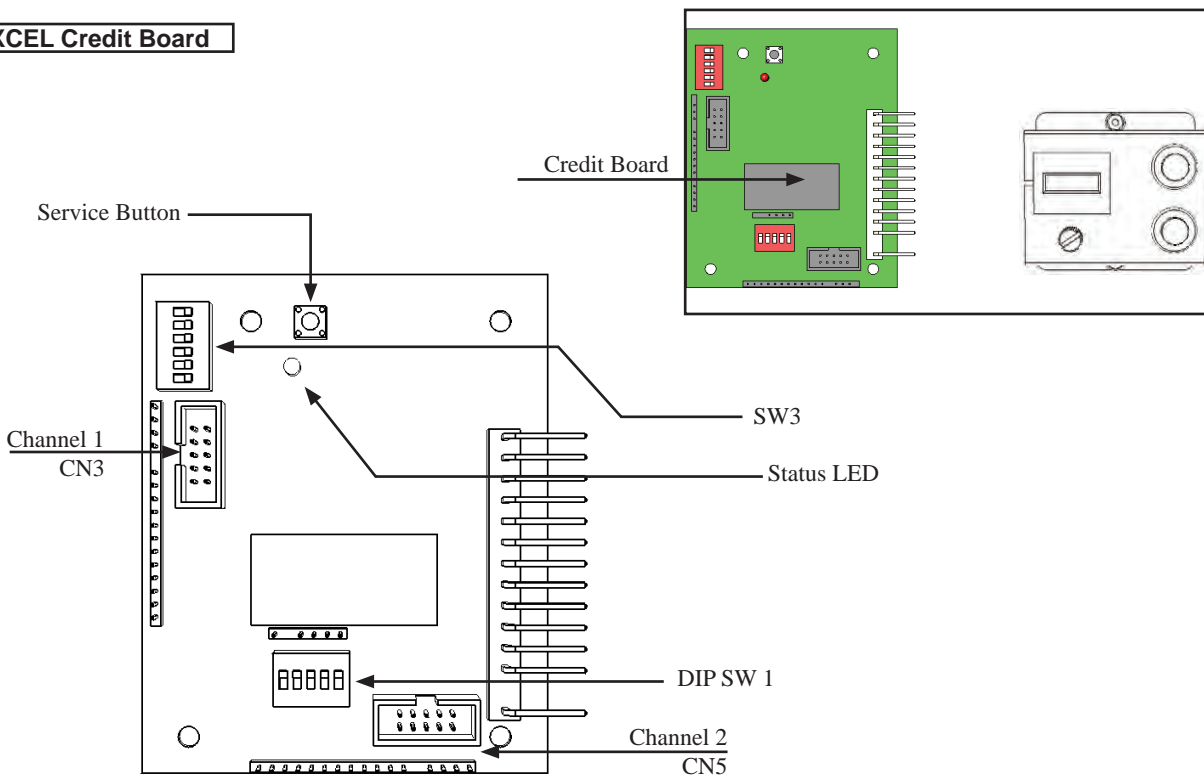 XCEL Credit Board
Credit Board
Service Button
SW3
Channel 1
CN3
Status LED
DIP SW 1
Channel 2
CN5